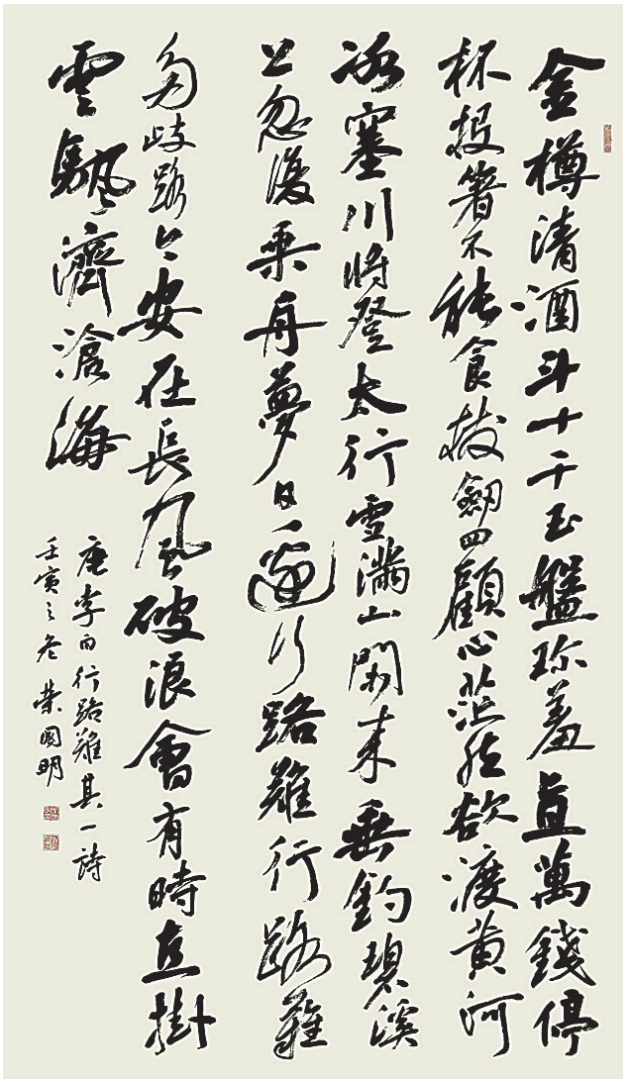 金樽清酒斗十千玉盤珍羞直萬錢停
杯投箸不能食拔劍四顧心茫然欲渡黃河
冰塞川將登太行雪滿山閑來垂釣碧溪
上忽復乘舟夢日邊行路難行路難
多歧路今安在長風破浪會有時直掛
雲颿濟滄海
唐李白行路難其一詩
壬寅之冬榮國明